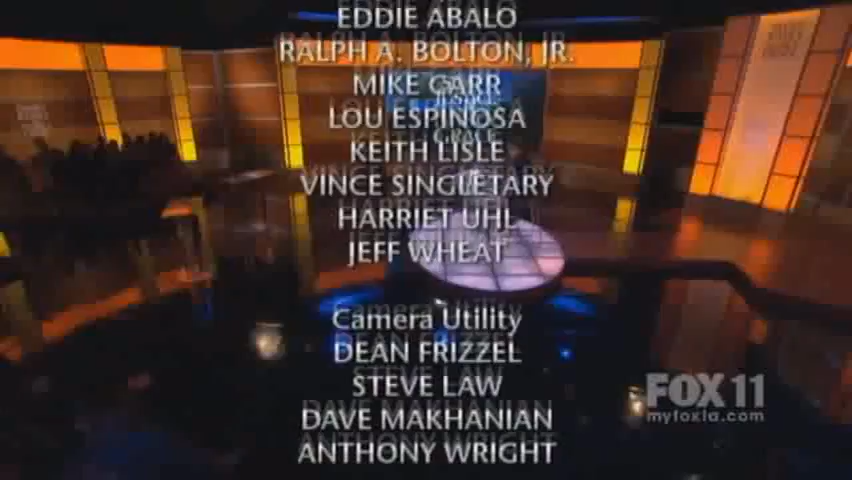 EDDIE ABALO
RALPH A. BOLTON, JR.
MIKE CARR
LOU ESPINOSA
KEITH LISLE
VINCE SINGLETARY
HARRIET UHL
JEFF WHEAT
Camera Utility
DEAN FRIZZEL
STEVE LAW
DAVE MAKHANIAN
ANTHONY WRIGHT
GRACE
FOX 11
myfoxla.com